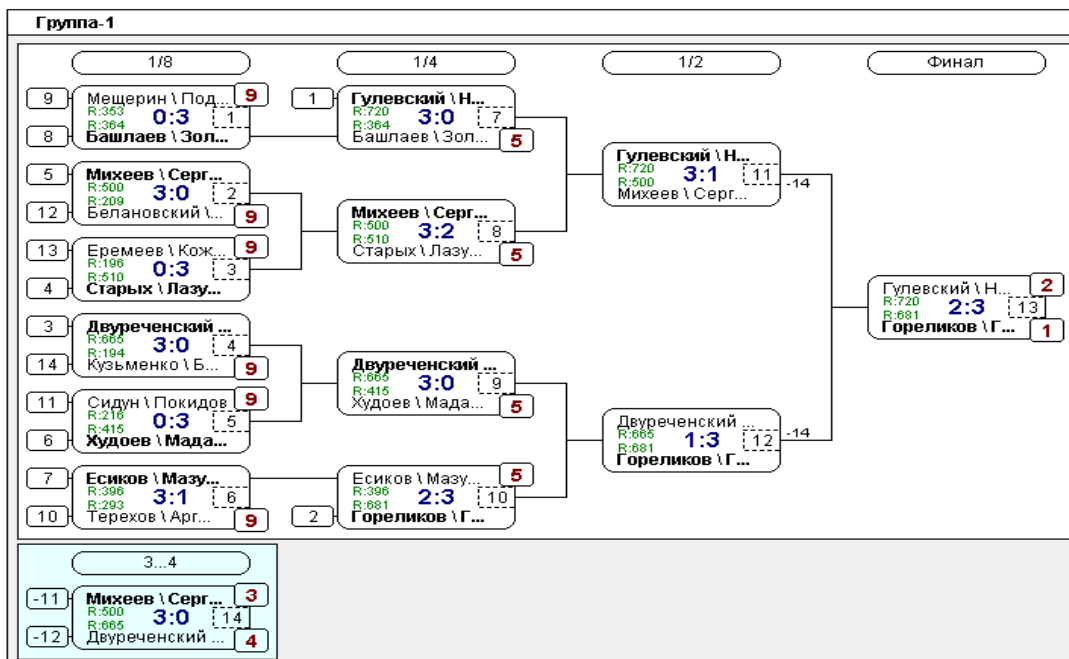 Группа-1
1/8
1/4
1/2
Финал
9 Мещерин \ Под... 9
R:353
R:364 0:3 1
8 Башлаев \ Зол...
5 Михеев \ Серг...
R:500
R:209 3:0 2
12 Белановский \... 9
13 Еремеев \ Кож... 9
R:196
R:510 0:3 3
4 Старых \ Лазу...
3 Двуреченский ...
R:665
R:194 3:0 4
14 Кузьменко \ Б... 9
11 Сидун \ Покидов 9
R:216
R:415 0:3 5
6 Худоев \ Мада...
7 Есиков \ Мазу...
R:396
R:293 3:1 6
10 Терехов \ Арг... 9
1 Гулевский \ Н...
R:720
R:364 3:0 7
Башлаев \ Зол... 5
Михеев \ Серг...
R:500
R:510 3:2 8
Старых \ Лазу... 5
Двуреченский ...
R:665
R:415 3:0 9
Худоев \ Мада... 5
Есиков \ Мазу... 5
R:396
R:681 2:3 10
2 Гореликов \ Г...
Гулевский \ Н...
R:720
R:500 3:1 11 -14
Михеев \ Серг...
Двуреченский ...
R:665
R:681 1:3 12 -14
Гореликов \ Г...
Гулевский \ Н... 2
R:720
R:681 2:3 13
Гореликов \ Г... 1
3...4
-11 Михеев \ Серг... 3
R:500
R:665 3:0 14
-12 Двуреченский ... 4